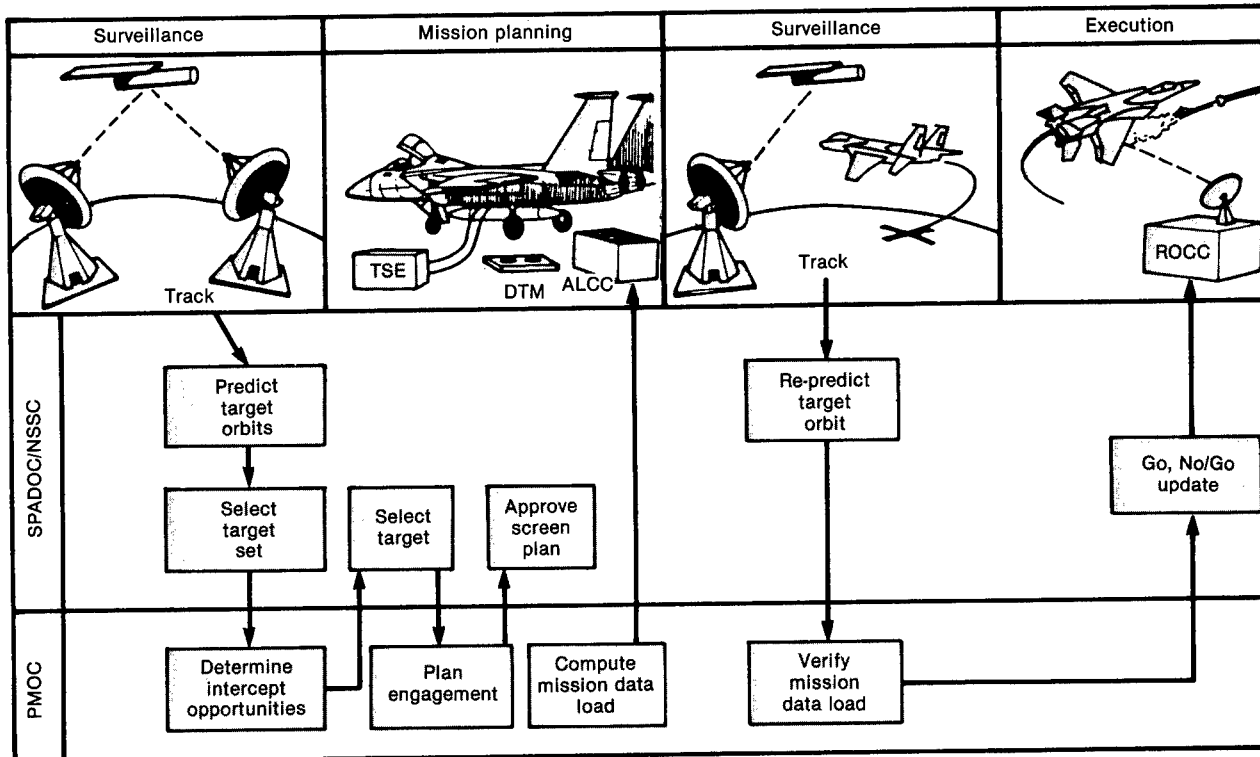 Surveillance
Mission planning
Surveillance
Execution
TSE
DTM
ALCC
ROCC
Track
Track
SPADOC/NSSC
Predict
target
orbits
Select
target
set
Select
target
Approve
screen
plan
Re-predict
target
orbit
Go, No/Go
update
PMOC
Determine
intercept
opportunities
Plan
engagement
Compute
mission data
load
Verify
mission
data load